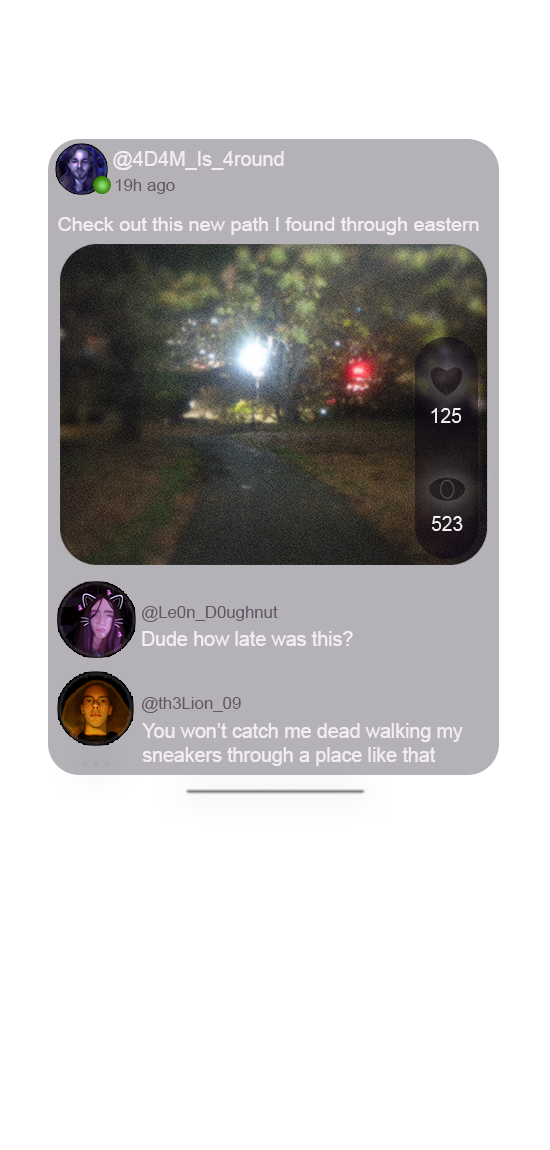 @4D4M_Is_4round
19h ago
Check out this new path I found through eastern
125
523
@Le0n_D0ughnut
Dude how late was this?
@th3Lion_09
You won’t catch me dead walking my
sneakers through a place like that